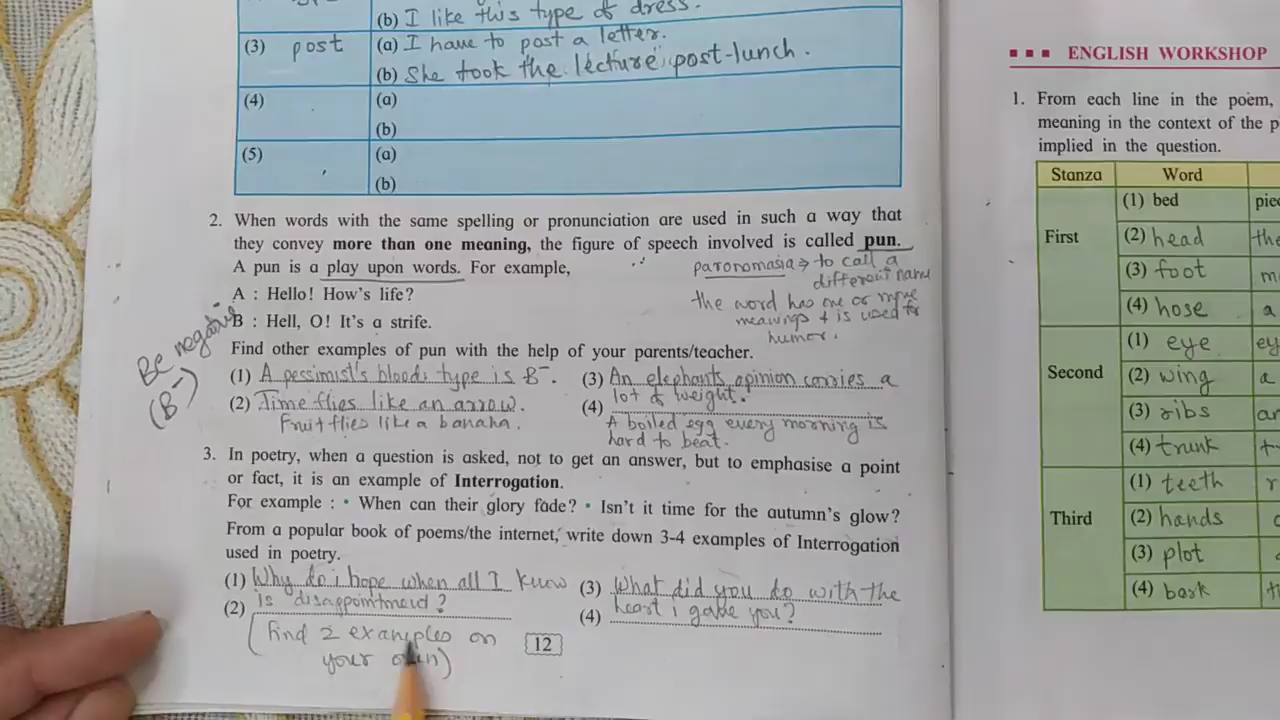 (b) I like this type of dress.
(3) post (a) I have to post a letter.
(b) She took the lecture post-lunch.
(4) (a)
(b)
(5) (a)
(b)
2. When words with the same spelling or pronunciation are used in such a way that
they convey more than one meaning, the figure of speech involved is called pun.
A pun is a play upon words. For example,
paronomasia → to call a
different name
A : Hello! How's life?
the word has one or more
meanings + is used for
humor.
B : Hell, O! It's a strife.
Be negative
(B⁻)
Find other examples of pun with the help of your parents/teacher.
(1) A pessimist's blood type is B⁻. (3) An elephants opinion carries a
lot of weight.
(2) Time flies like an arrow. (4)
Fruit flies like a banana. A boiled egg every morning is
hard to beat.
3. In poetry, when a question is asked, not to get an answer, but to emphasise a point
or fact, it is an example of Interrogation.
For example : • When can their glory fade? • Isn't it time for the autumn's glow?
From a popular book of poems/the internet, write down 3-4 examples of Interrogation
used in poetry.
(1) Why do i hope when all I know (3) What did you do with the
(2) is disappointment? (4) heart i gave you?
(Find 2 examples on
your own)
12
ENGLISH WORKSHOP
1. From each line in the poem,
meaning in the context of the p
implied in the question.
Stanza Word
First (1) bed pie
(2) head the
(3) foot m
(4) hose a
Second (1) eye ey
(2) wing a
(3) ribs ar
(4) trunk
Third (1) teeth r
(2) hands
(3) plot
(4) bark